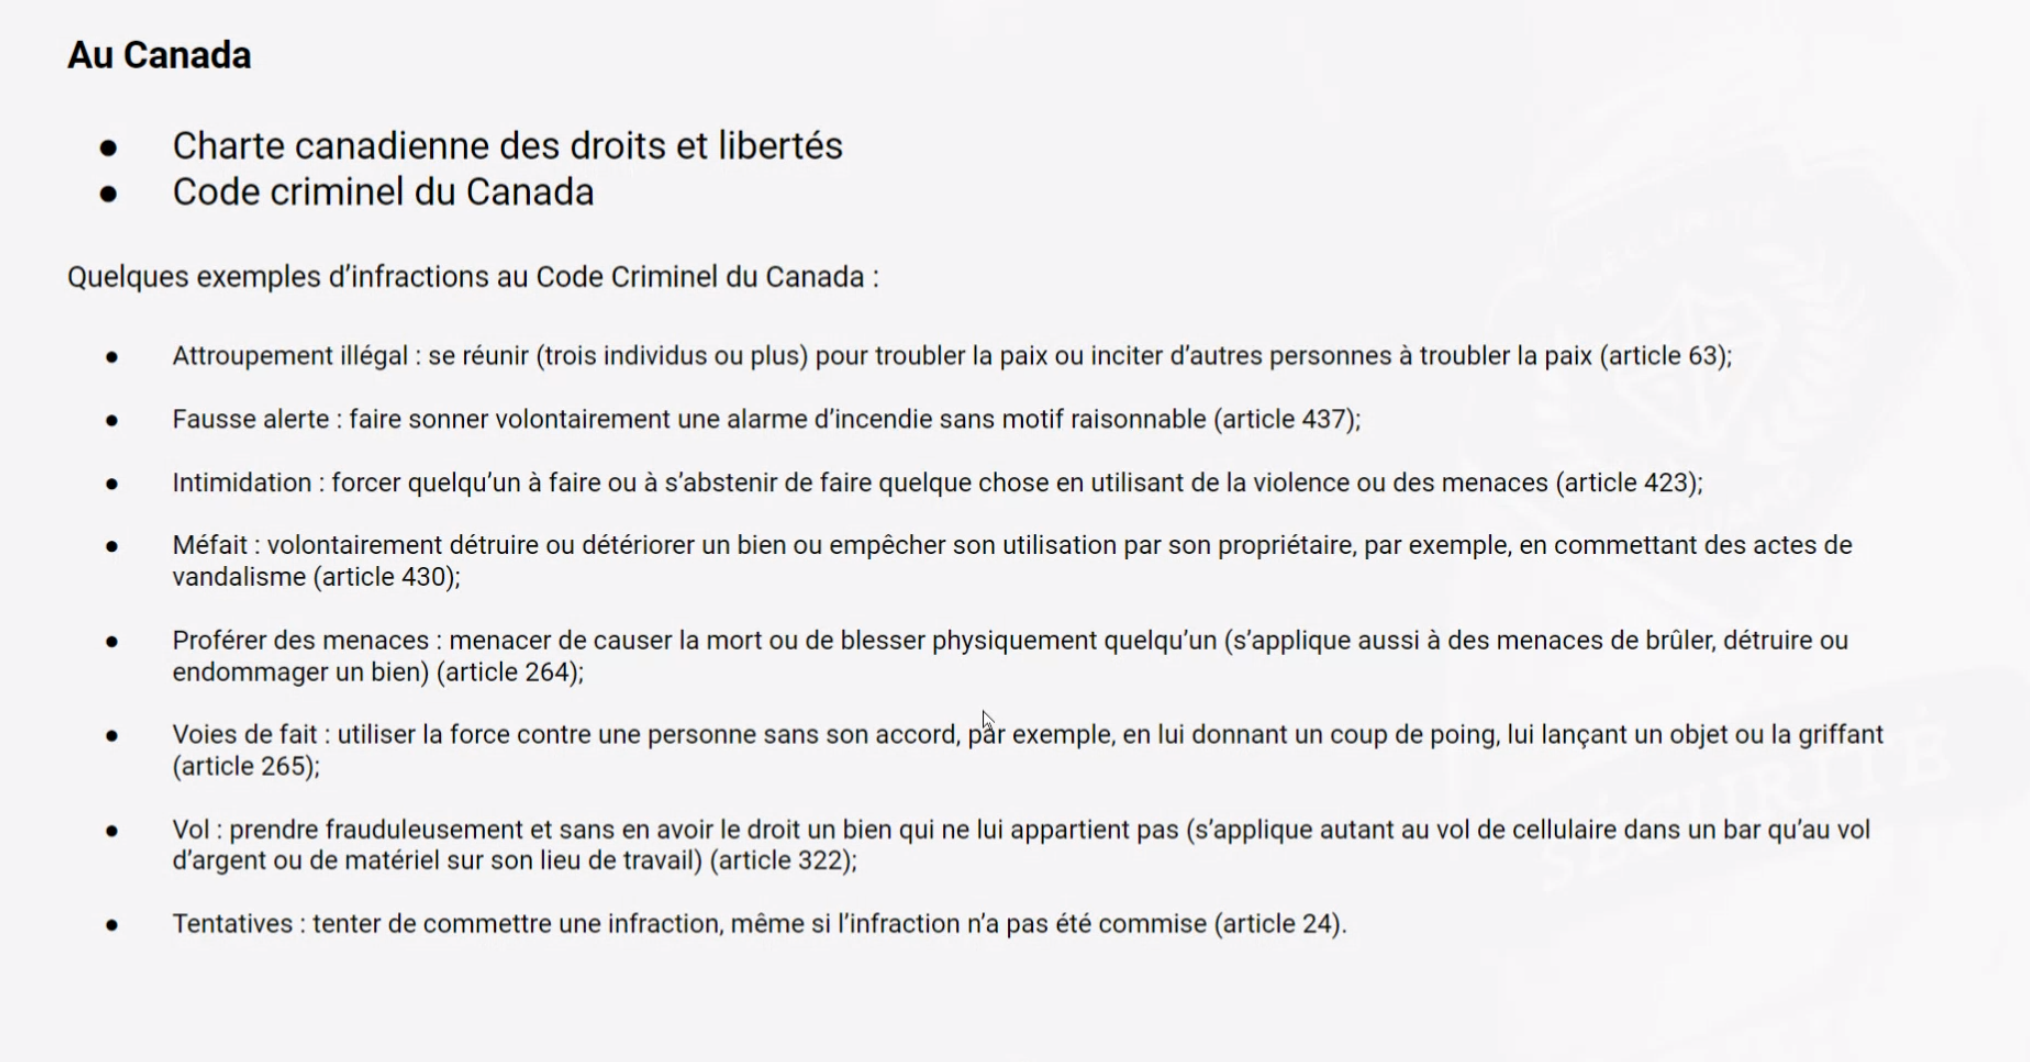 Au Canada
● Charte canadienne des droits et libertés
● Code criminel du Canada
Quelques exemples d’infractions au Code Criminel du Canada :
● Attroupement illégal : se réunir (trois individus ou plus) pour troubler la paix ou inciter d’autres personnes à troubler la paix (article 63);
● Fausse alerte : faire sonner volontairement une alarme d’incendie sans motif raisonnable (article 437);
● Intimidation : forcer quelqu’un à faire ou à s’abstenir de faire quelque chose en utilisant de la violence ou des menaces (article 423);
● Méfait : volontairement détruire ou détériorer un bien ou empêcher son utilisation par son propriétaire, par exemple, en commettant des actes de
vandalisme (article 430);
● Proférer des menaces : menacer de causer la mort ou de blesser physiquement quelqu’un (s’applique aussi à des menaces de brûler, détruire ou
endommager un bien) (article 264);
● Voies de fait : utiliser la force contre une personne sans son accord, par exemple, en lui donnant un coup de poing, lui lançant un objet ou la griffant
(article 265);
● Vol : prendre frauduleusement et sans en avoir le droit un bien qui ne lui appartient pas (s’applique autant au vol de cellulaire dans un bar qu’au vol
d’argent ou de matériel sur son lieu de travail) (article 322);
● Tentatives : tenter de commettre une infraction, même si l’infraction n’a pas été commise (article 24).
SÉCURITÉ